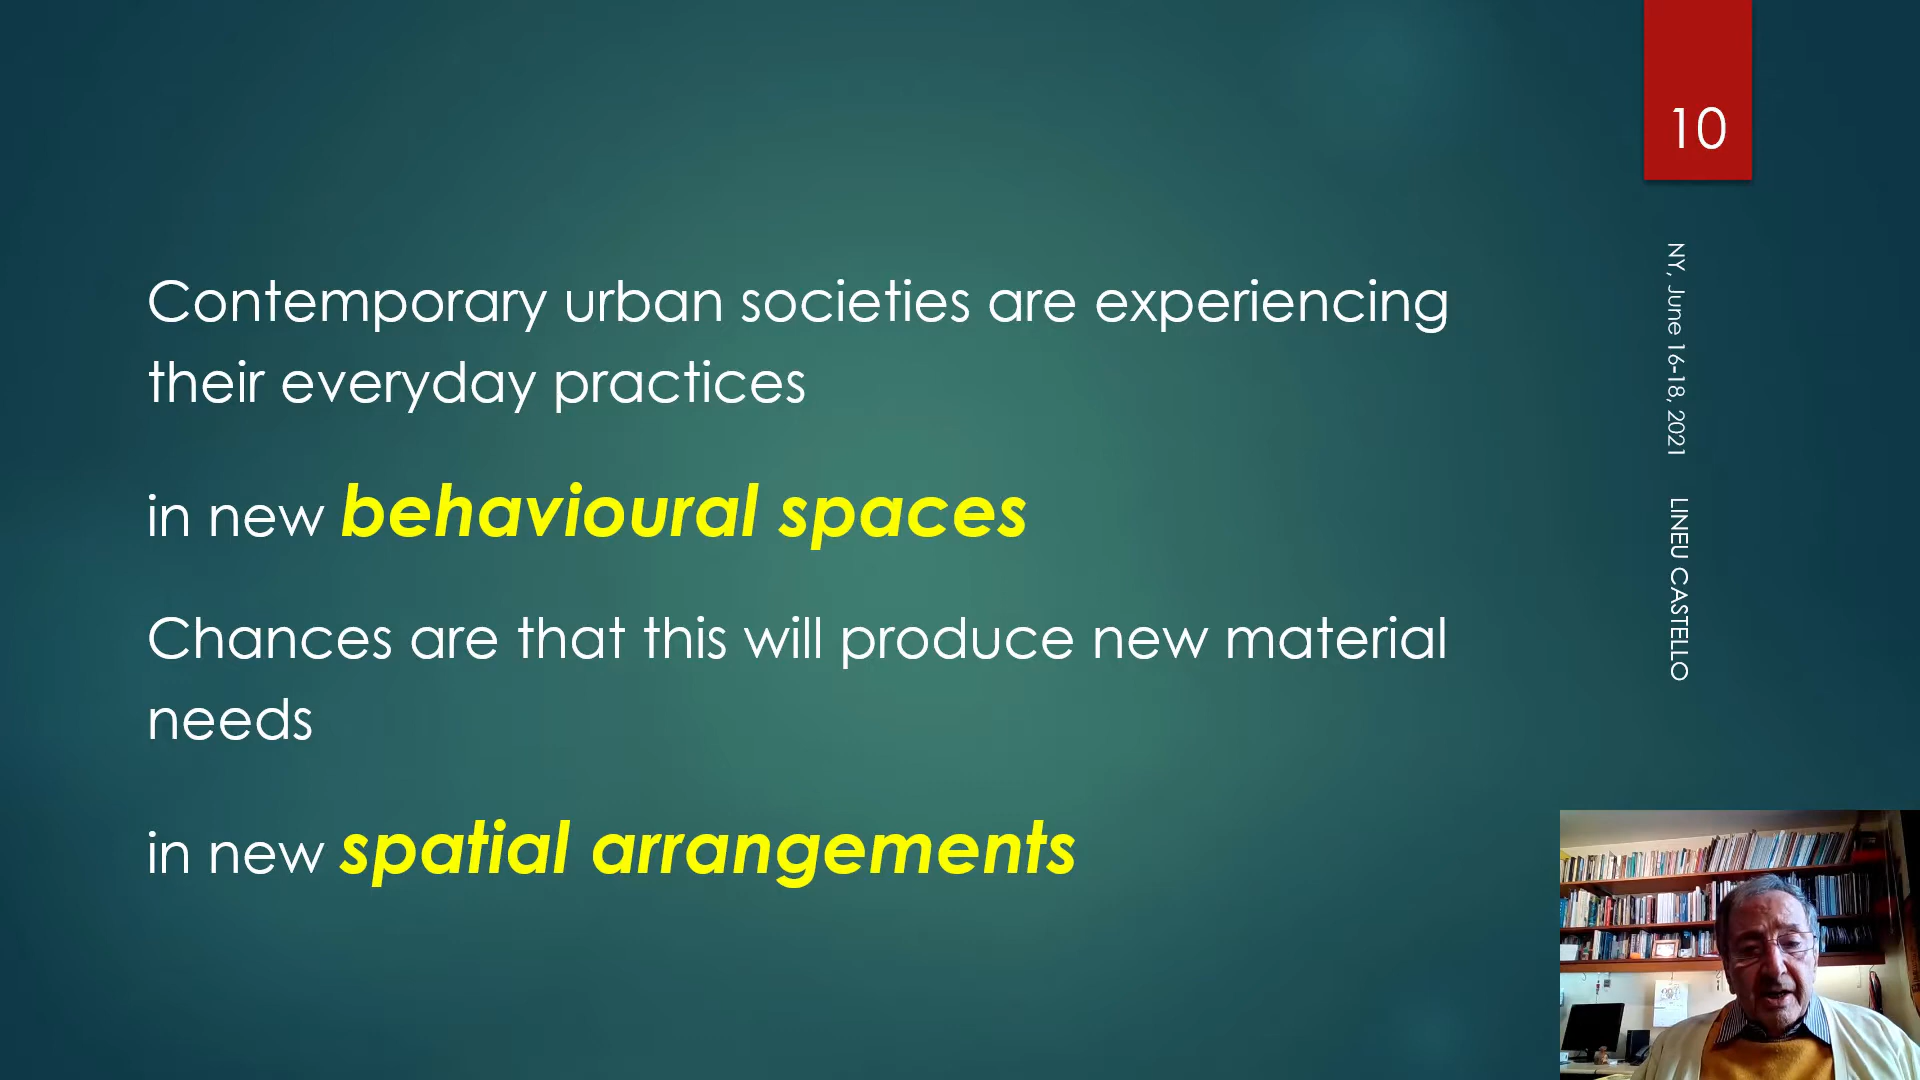 10
Contemporary urban societies are experiencing
their everyday practices
in new behavioural spaces
Chances are that this will produce new material
needs
in new spatial arrangements
NY, June 16-18, 2021 LINEU CASTELLO